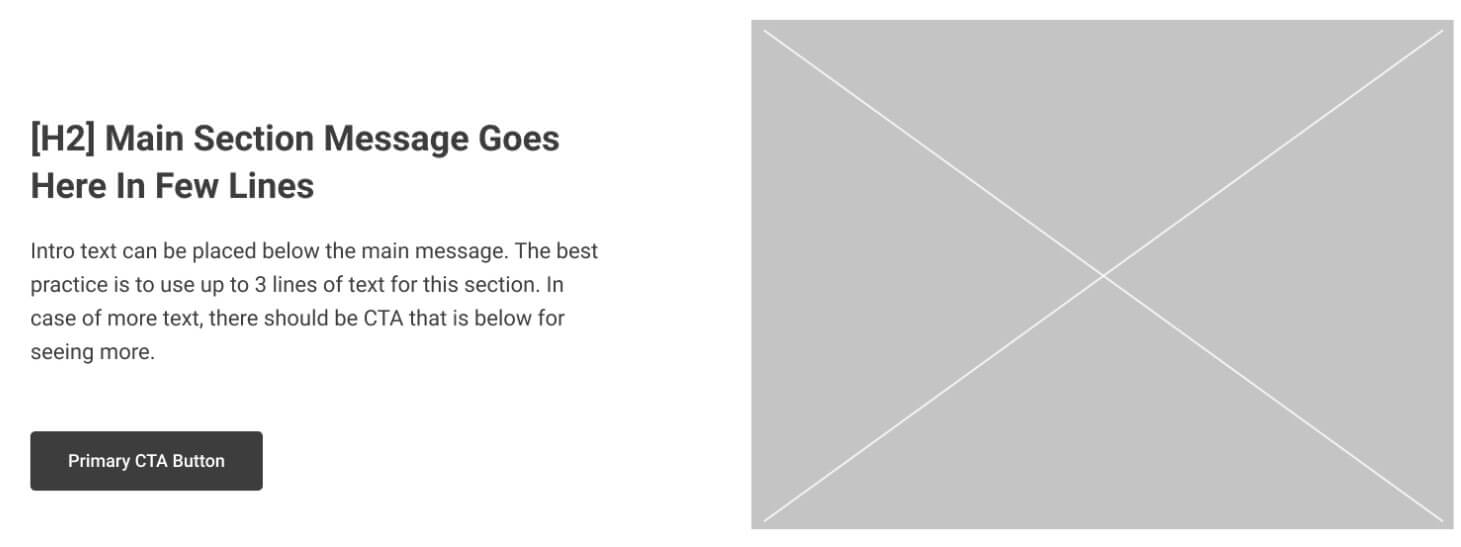 [H2] Main Section Message Goes
Here In Few Lines
Intro text can be placed below the main message. The best
practice is to use up to 3 lines of text for this section. In
case of more text, there should be CTA that is below for
seeing more.
Primary CTA Button